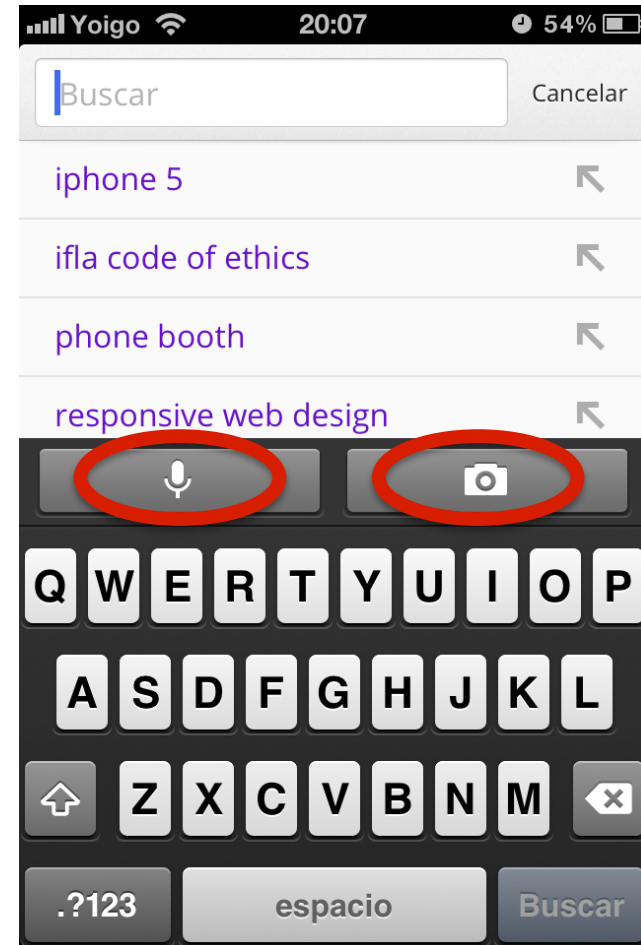 Yoigo 20:07 54%
Buscar Cancelar
iphone 5
ifla code of ethics
phone booth
responsive web design
Q W E R T Y U I O P
A S D F G H J K L
Z X C V B N M
.?123 espacio Buscar